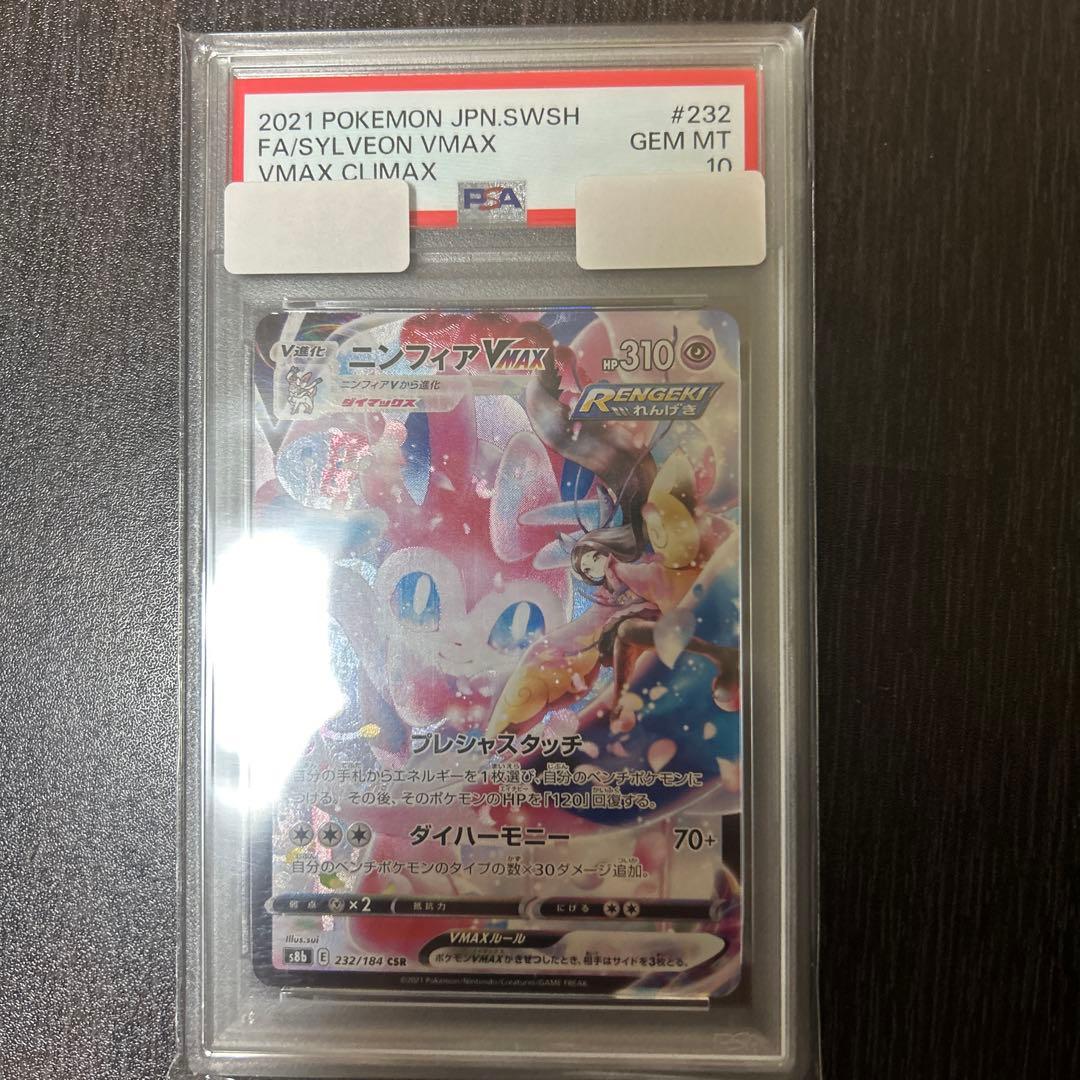 2021 POKEMON JPN.SWSH #232
FA/SYLVEON VMAX GEM MT
VMAX CLIMAX 10
PSA
V進化 ニンフィアVMAX HP310
ニンフィアVから進化
ダイマックス
RENGEKI
れんげき
プレシャスタッチ
自分の手札からエネルギーを1枚選び、自分のベンチポケモンに
つける。その後、そのポケモンのHPを「120」回復する。
ダイハーモニー 70+
自分のベンチポケモンのタイプの数×30ダメージ追加。
弱点 ×2 抵抗力 にげる
Illus.sui
VMAXルール
s8b E 232/184 CSR
ポケモンVMAXがきぜつしたとき、相手はサイドを3枚とる。
©2021 Pokémon/Nintendo/Creatures/GAME FREAK